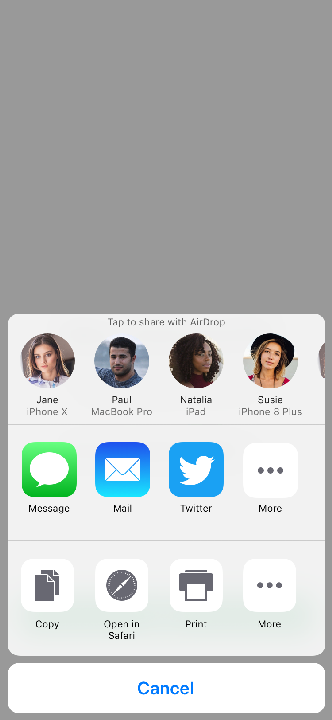 Tap to share with AirDrop
Jane
iPhone X
Paul
MacBook Pro
Natalia
iPad
Susie
iPhone 8 Plus
Message
Mail
Twitter
More
Copy
Open in
Safari
Print
More
Cancel